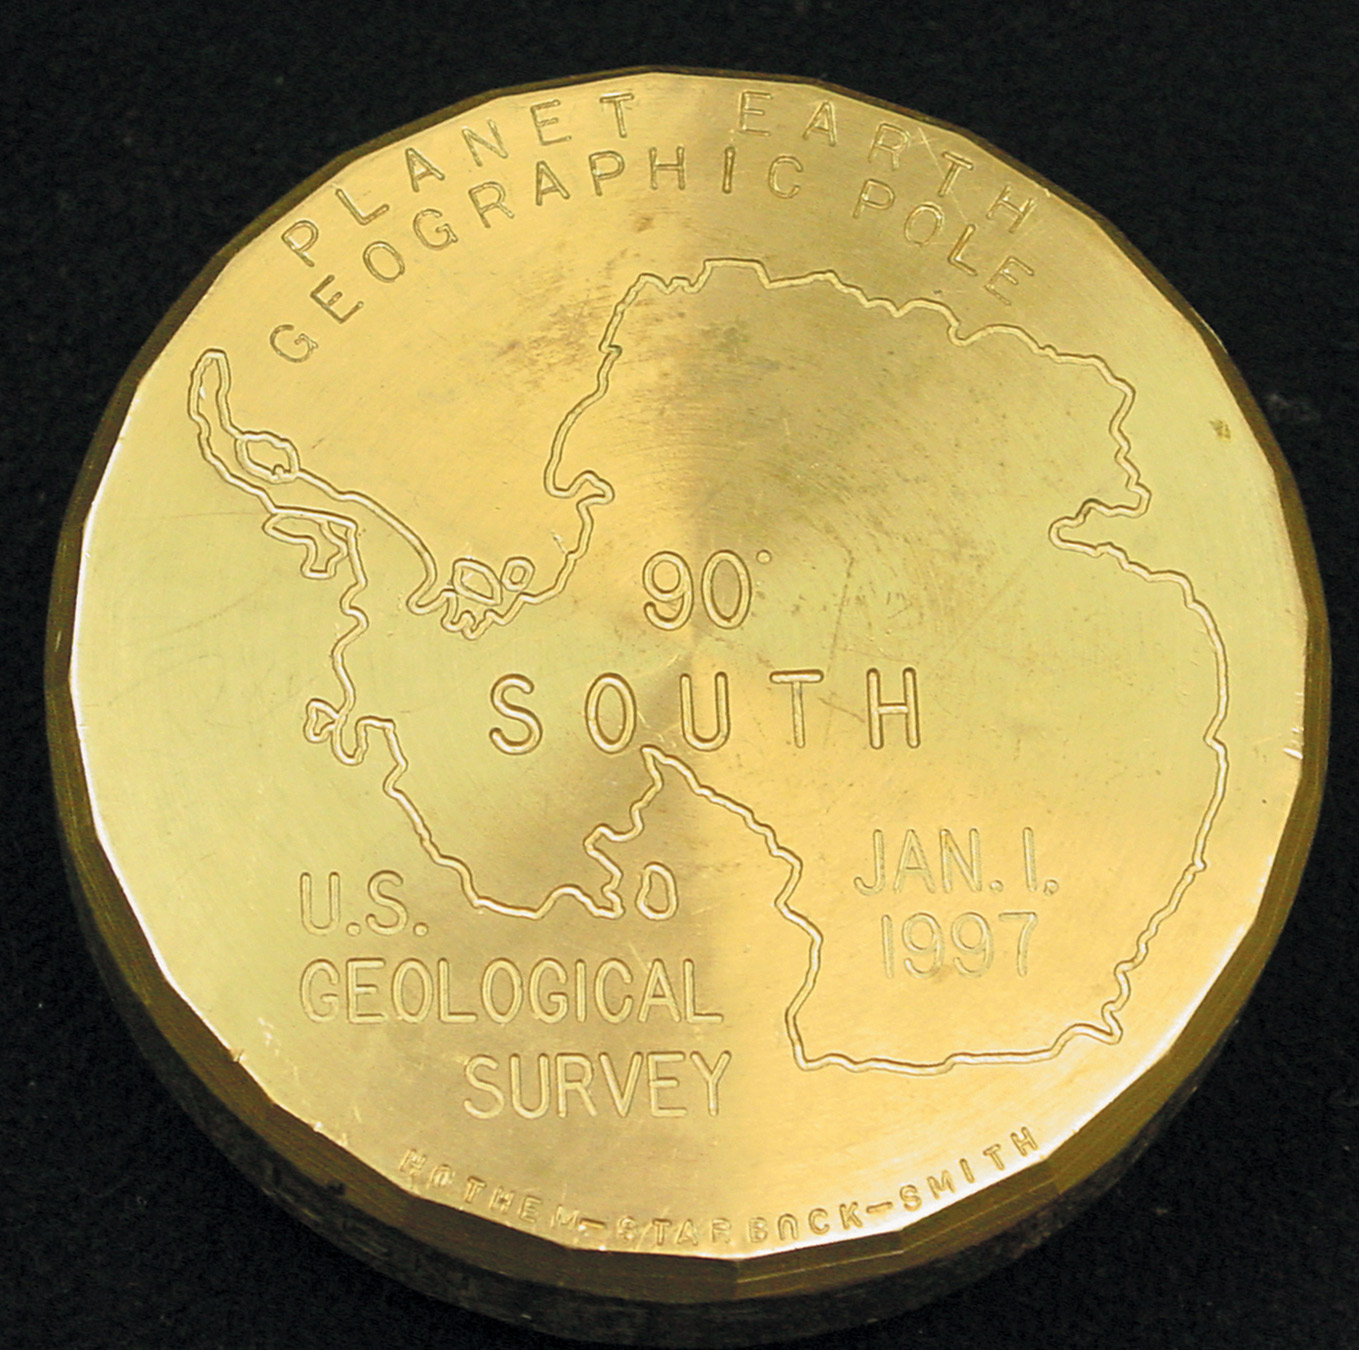 PLANET EARTH
GEOGRAPHIC POLE
90°
SOUTH
JAN. 1.
1997
U.S.
GEOLOGICAL
SURVEY
HOTHEM–STARBUCK–SMITH